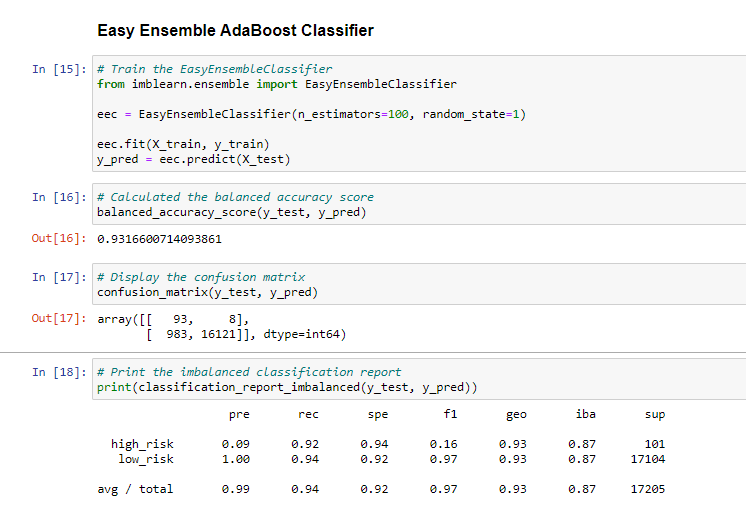 Easy Ensemble AdaBoost Classifier
In [15]: # Train the EasyEnsembleClassifier
from imblearn.ensemble import EasyEnsembleClassifier
eec = EasyEnsembleClassifier(n_estimators=100, random_state=1)
eec.fit(X_train, y_train)
y_pred = eec.predict(X_test)
In [16]: # Calculated the balanced accuracy score
balanced_accuracy_score(y_test, y_pred)
Out[16]: 0.9316600714093861
In [17]: # Display the confusion matrix
confusion_matrix(y_test, y_pred)
Out[17]: array([[   93,     8],
       [  983, 16121]], dtype=int64)
In [18]: # Print the imbalanced classification report
print(classification_report_imbalanced(y_test, y_pred))
pre rec spe f1 geo iba sup
high_risk 0.09 0.92 0.94 0.16 0.93 0.87 101
low_risk 1.00 0.94 0.92 0.97 0.93 0.87 17104
avg / total 0.99 0.94 0.92 0.97 0.93 0.87 17205